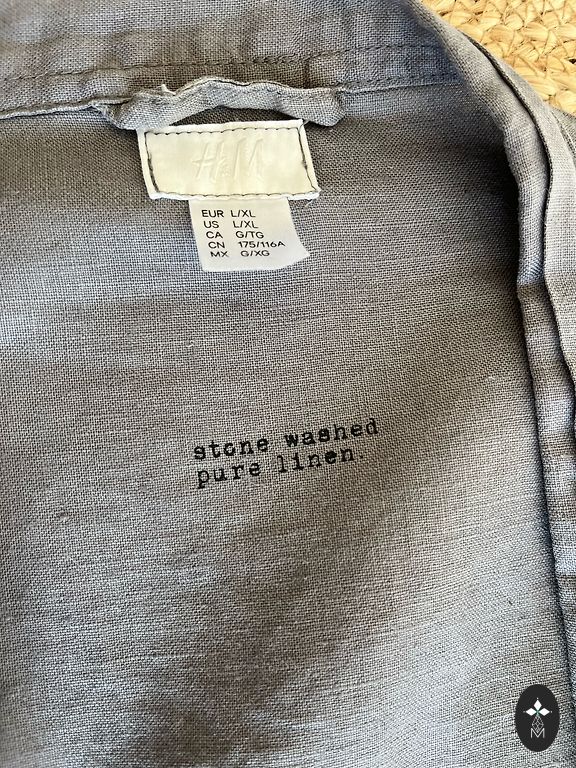 H&M
EUR L/XL
US L/XL
CA G/TG
CN 175/116A
MX G/XG
stone washed
pure linen.
M